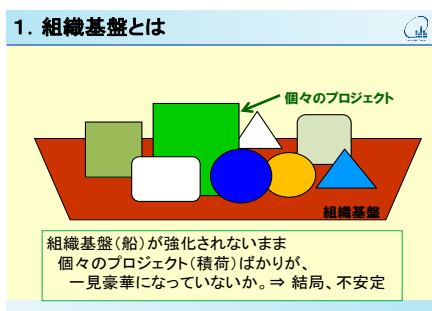 １．組織基盤とは
個々のプロジェクト
組織基盤
組織基盤（船）が強化されないまま
個々のプロジェクト（積荷）ばかりが、
一見豪華になっていないか。⇒ 結局、不安定